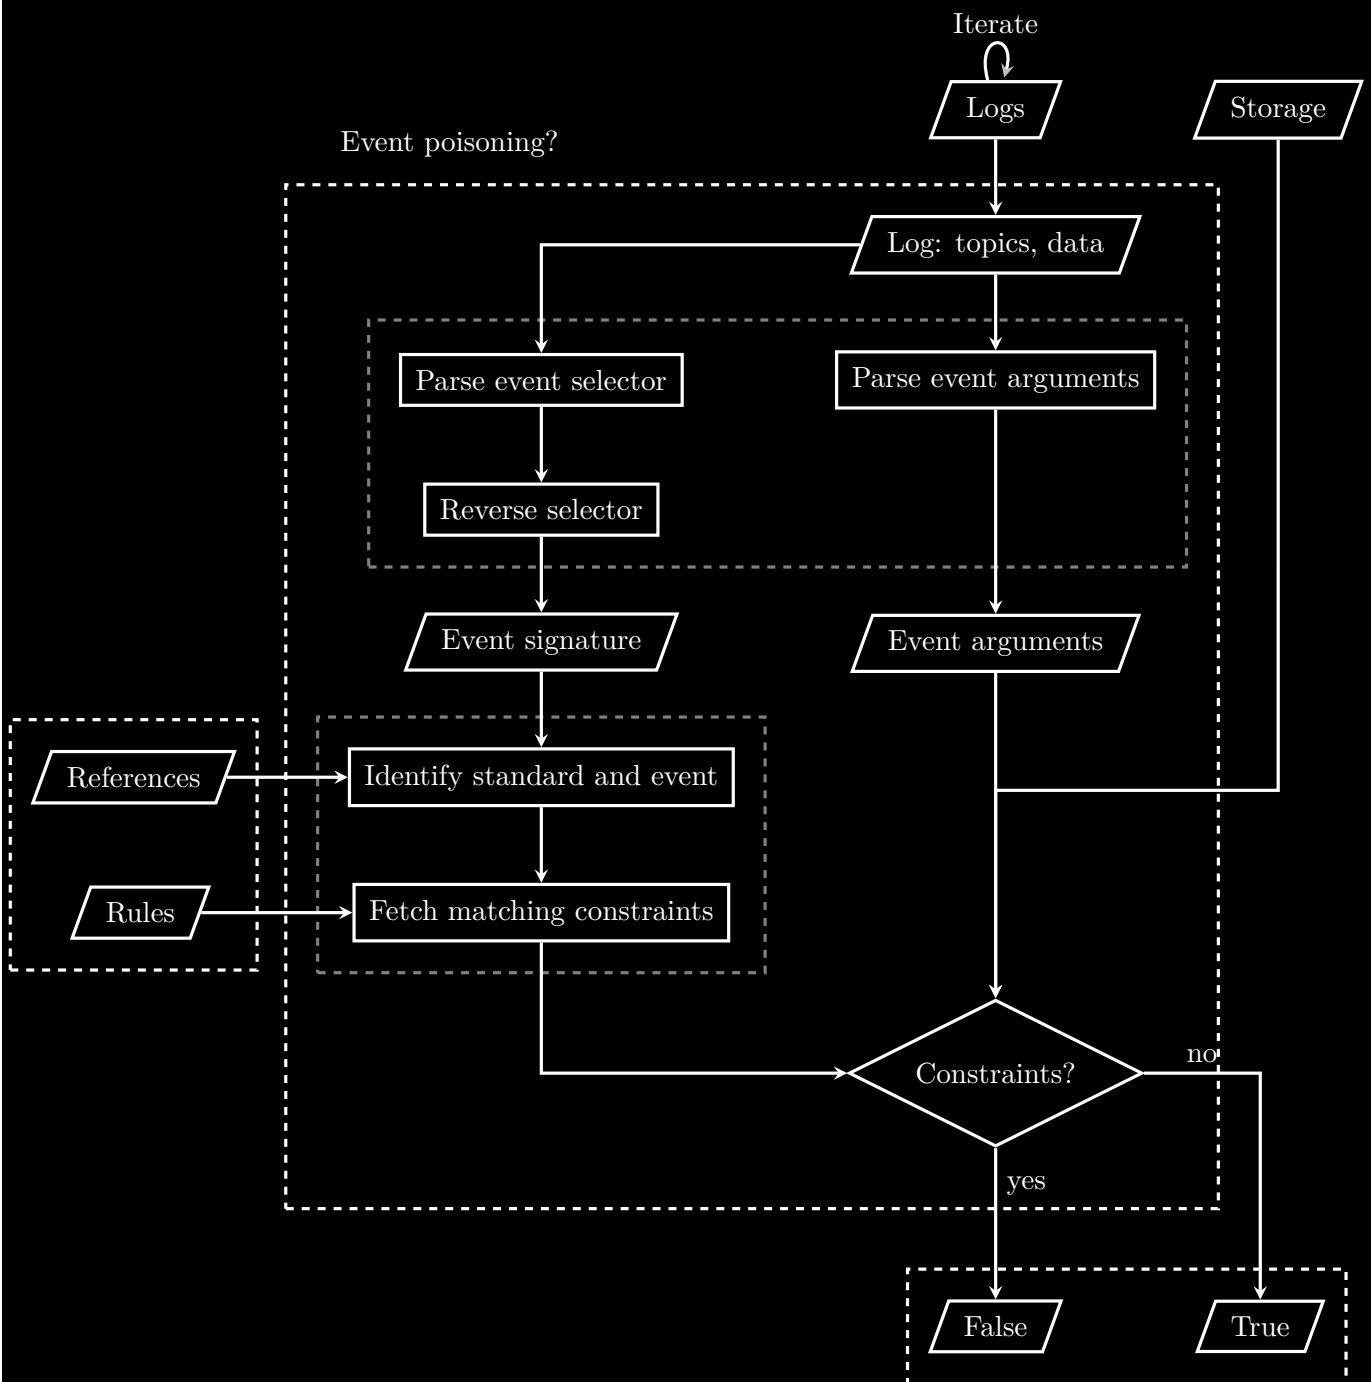 Iterate
Logs
Storage
Event poisoning?
Log: topics, data
Parse event selector
Parse event arguments
Reverse selector
Event signature
Event arguments
References
Identify standard and event
Rules
Fetch matching constraints
Constraints?
no
yes
False
True